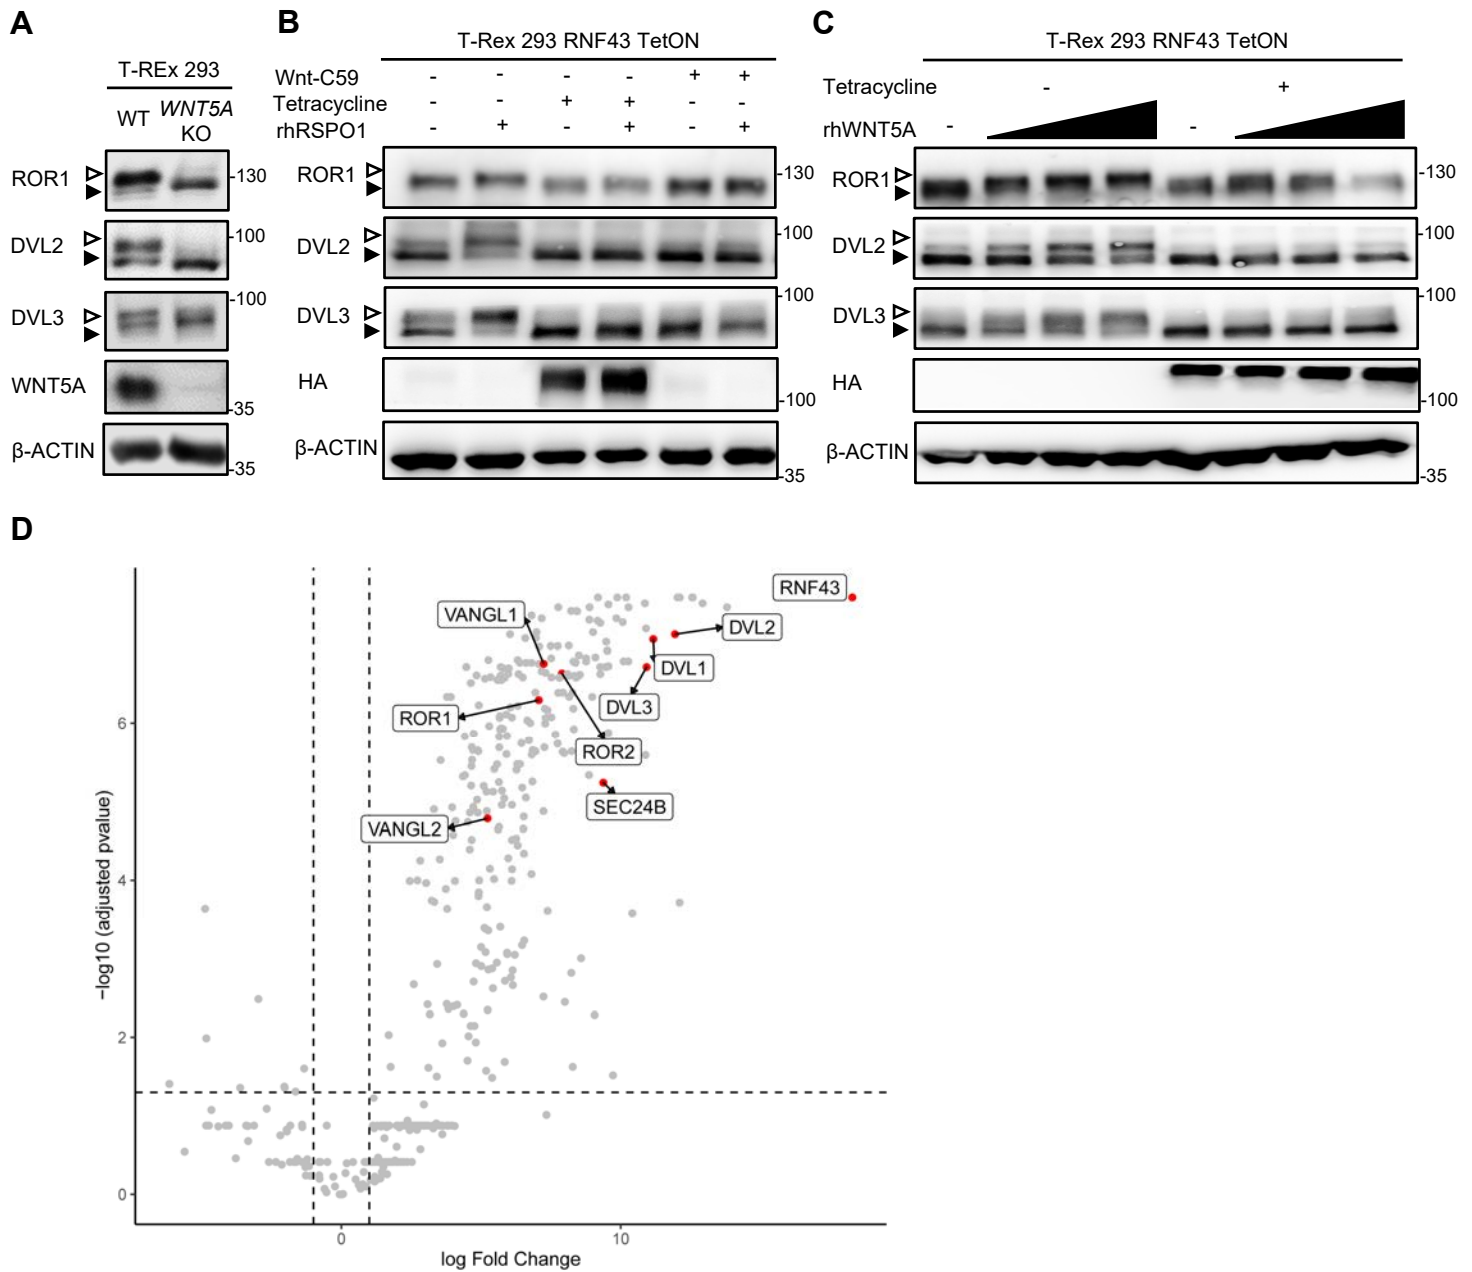 A
T-REx 293
WT
WNT5A
KO
ROR1
-130
DVL2
-100
DVL3
-100
WNT5A
-35
β-ACTIN
-35
B
T-Rex 293 RNF43 TetON
Wnt-C59 - - - - + +
Tetracycline - - + + - -
rhRSPO1 - + - + - +
ROR1
-130
DVL2
-100
DVL3
-100
HA
-100
β-ACTIN
-35
C
T-Rex 293 RNF43 TetON
Tetracycline - +
rhWNT5A - -
ROR1
-130
DVL2
-100
DVL3
-100
HA
-100
β-ACTIN
-35
D
RNF43
VANGL1
DVL2
DVL1
DVL3
ROR1
ROR2
SEC24B
VANGL2
6
4
2
0
−log10 (adjusted pvalue)
0 10
log Fold Change